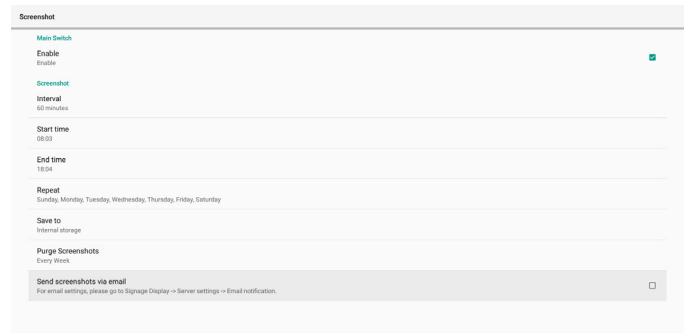 Screenshot
Main Switch
Enable
Enable
Screenshot
Interval
60 minutes
Start time
08:03
End time
18:04
Repeat
Sunday, Monday, Tuesday, Wednesday, Thursday, Friday, Saturday
Save to
Internal storage
Purge Screenshots
Every Week
Send screenshots via email
For email settings, please go to Signage Display -> Server settings -> Email notification.